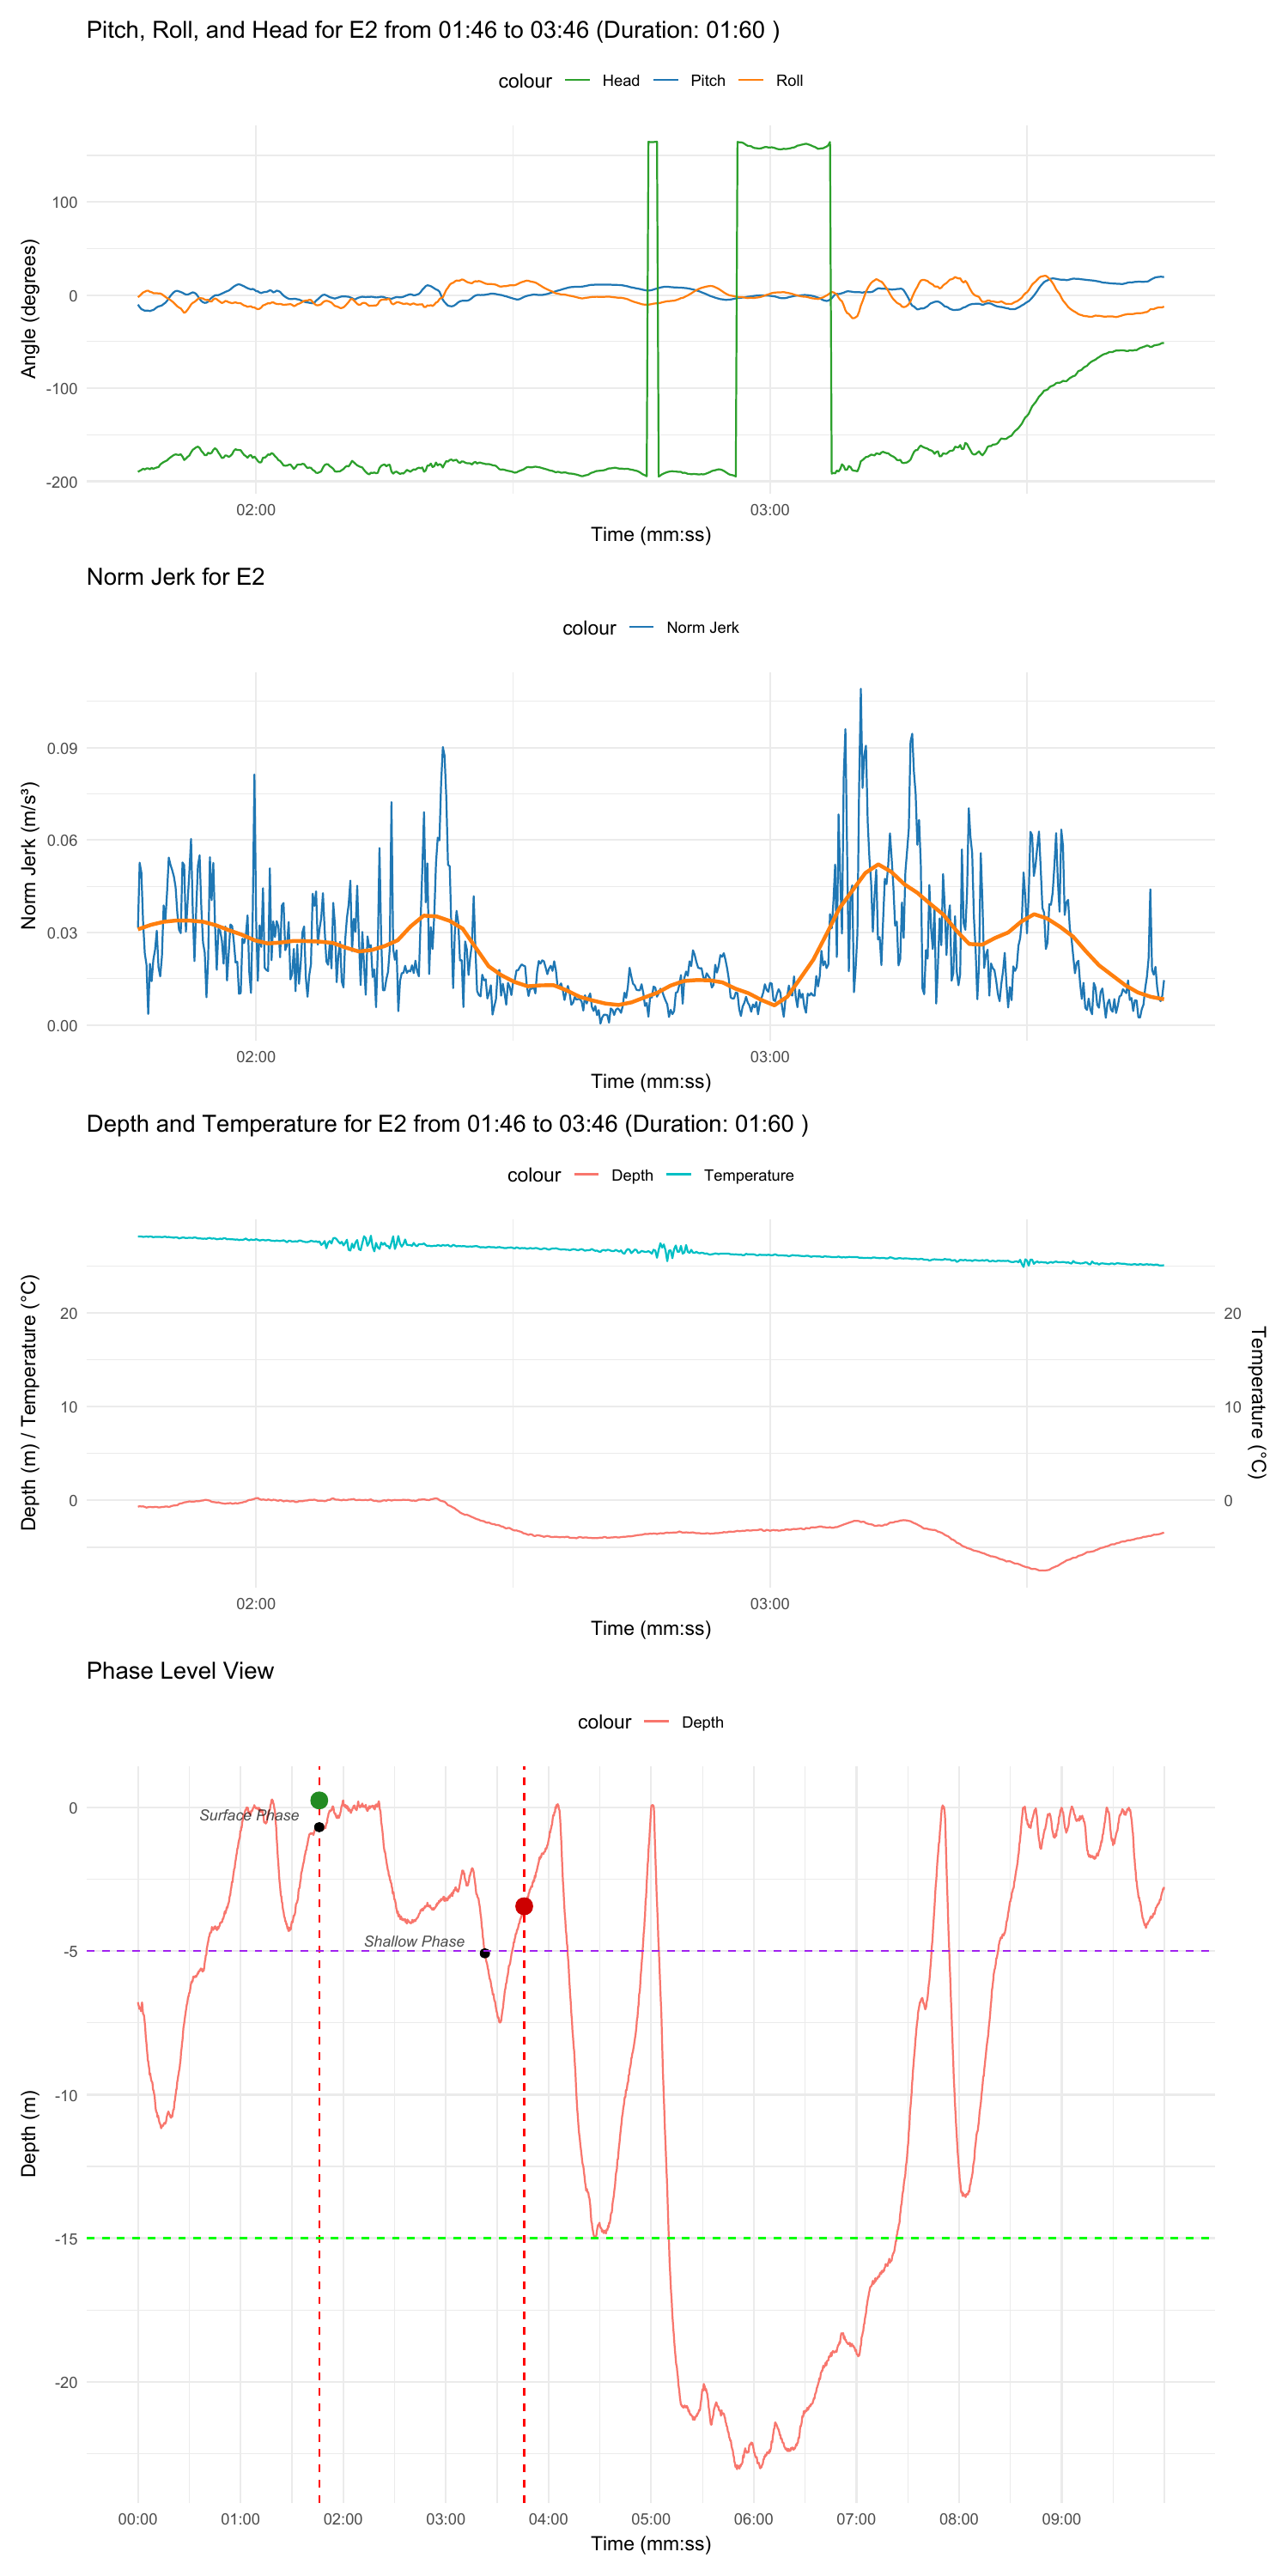 Pitch, Roll, and Head for E2 from 01:46 to 03:46 (Duration: 01:60 )
colour Head Pitch Roll
Angle (degrees)
100
0
-100
-200
02:00 03:00
Time (mm:ss)
Norm Jerk for E2
colour Norm Jerk
Norm Jerk (m/s³)
0.09
0.06
0.03
0.00
02:00 03:00
Time (mm:ss)
Depth and Temperature for E2 from 01:46 to 03:46 (Duration: 01:60 )
colour Depth Temperature
Depth (m) / Temperature (°C)
20 20
10 10
0 0
Temperature (°C)
02:00 03:00
Time (mm:ss)
Phase Level View
colour Depth
Depth (m)
0
Surface Phase
Shallow Phase
-5
-10
-15
-20
00:00 01:00 02:00 03:00 04:00 05:00 06:00 07:00 08:00 09:00
Time (mm:ss)